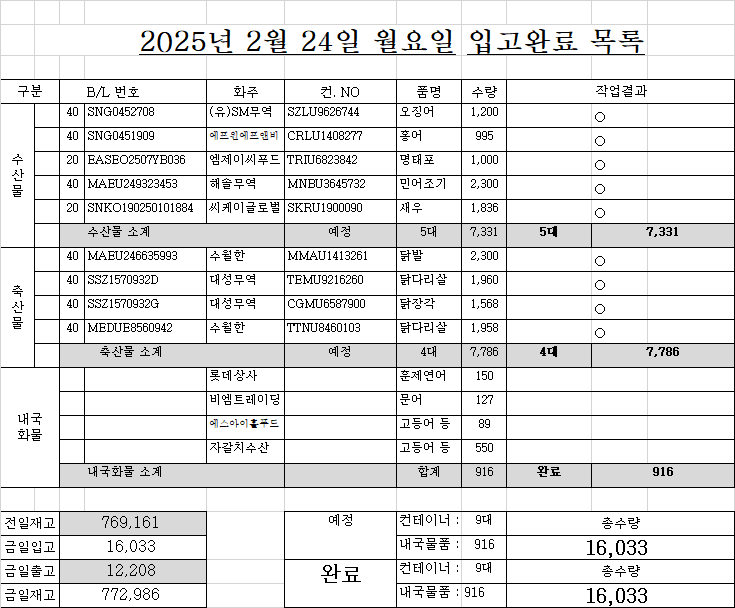 2025년 2월 24일 월요일 입고완료 목록
구분 B/L 번호 화주 컨. NO 품명 수량 작업결과
수산물
40 SNG0452708 (유)SM무역 SZLU9626744 오징어 1,200 ○
40 SNG0451909 에프원에프앤비 CRLU1408277 홍어 995 ○
20 EASEO2507YB036 엠제이씨푸드 TRIU6823842 명태포 1,000 ○
40 MAEU249323453 해솔무역 MNBU3645732 민어조기 2,300 ○
20 SNKO190250101884 씨케이글로벌 SKRU1900090 새우 1,836 ○
수산물 소계 예정 5대 7,331 5대 7,331
축산물
40 MAEU246635993 수월한 MMAU1413261 닭발 2,300 ○
40 SSZ1570932D 대성무역 TEMU9216260 닭다리살 1,960 ○
40 SSZ1570932G 대성무역 CGMU6587900 닭장각 1,568 ○
40 MEDUE8560942 수월한 TTNU8460103 닭다리살 1,958 ○
축산물 소계 예정 4대 7,786 4대 7,786
내국
화물
롯데상사 훈제연어 150
비엠트레이딩 문어 127
에스아이홀푸드 고등어 등 89
자갈치수산 고등어 등 550
내국화물 소계 합계 916 완료 916
전일재고 769,161 예정 컨테이너 : 9대 총수량
금일입고 16,033 내국물품 : 916 16,033
금일출고 12,208 완료 컨테이너 : 9대 총수량
금일재고 772,986 내국물품 : 916 16,033